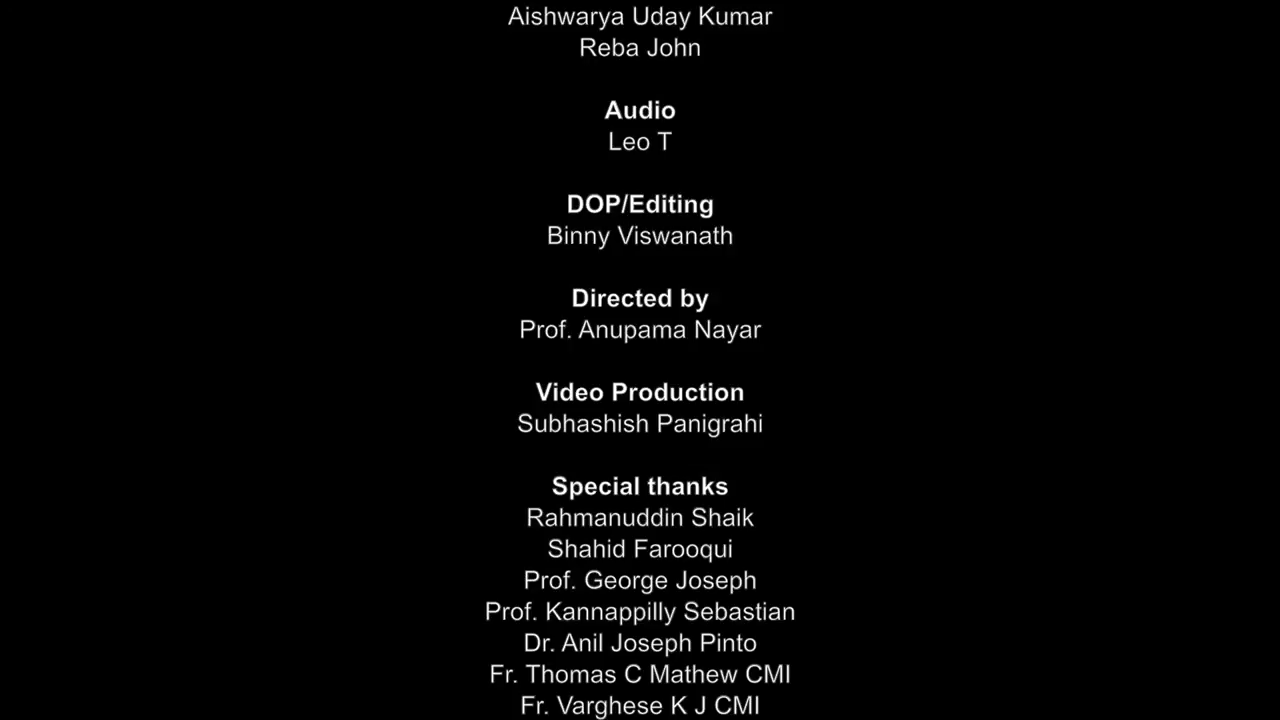 Aishwarya Uday Kumar
Reba John
Audio
Leo T
DOP/Editing
Binny Viswanath
Directed by
Prof. Anupama Nayar
Video Production
Subhashish Panigrahi
Special thanks
Rahmanuddin Shaik
Shahid Farooqui
Prof. George Joseph
Prof. Kannappilly Sebastian
Dr. Anil Joseph Pinto
Fr. Thomas C Mathew CMI
Fr. Varghese K J CMI